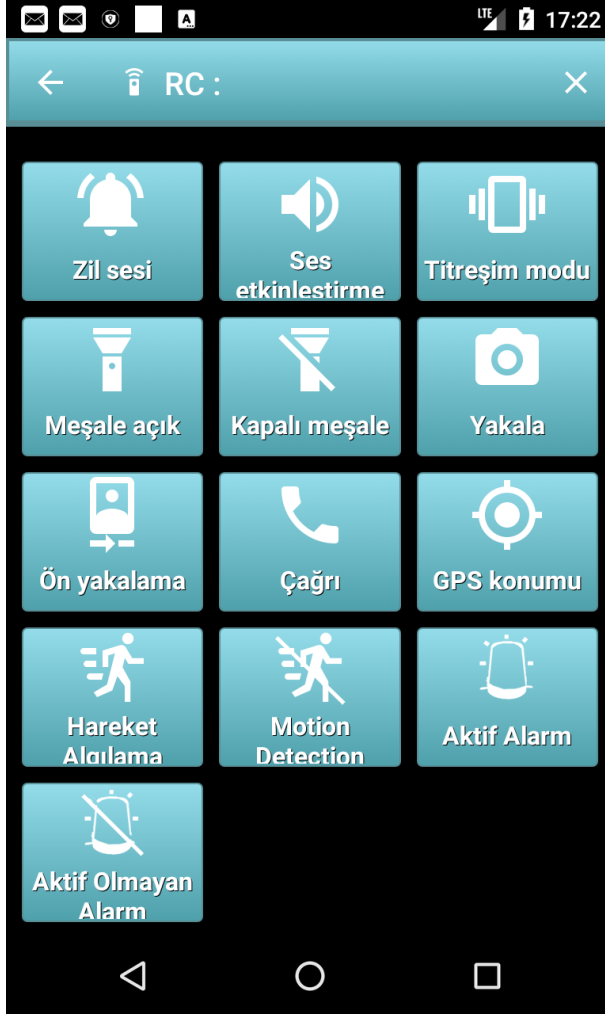 LTE 17:22
RC :
Zil sesi
Ses
etkinleştirme
Titreşim modu
Meşale açık
Kapalı meşale
Yakala
Ön yakalama
Çağrı
GPS konumu
Hareket
Algılama
Motion
Detection
Aktif Alarm
Aktif Olmayan
Alarm